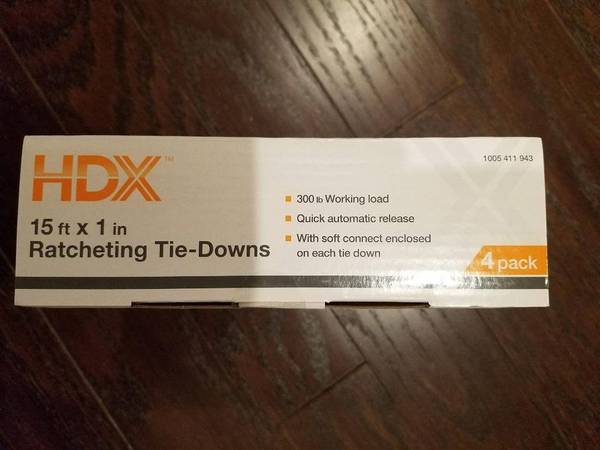 HDX™
15 ft x 1 in
Ratcheting Tie-Downs
1005 411 943
300 lb Working load
Quick automatic release
With soft connect enclosed
on each tie down
4 pack